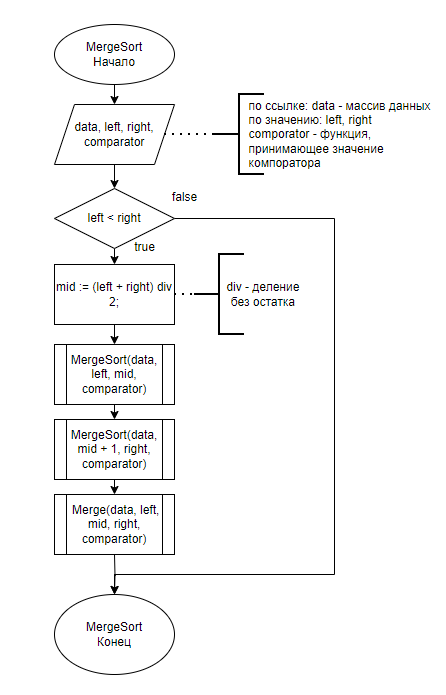 MergeSort
Начало
data, left, right,
comparator
по ссылке: data - массив данных
по значению: left, right
comporator - функция,
принимающее значение
компоратора
false
left < right
true
mid := (left + right) div
2;
div - деление
без остатка
MergeSort(data,
left, mid,
comparator)
MergeSort(data,
mid + 1, right,
comparator)
Merge(data, left,
mid, right,
comparator)
MergeSort
Конец